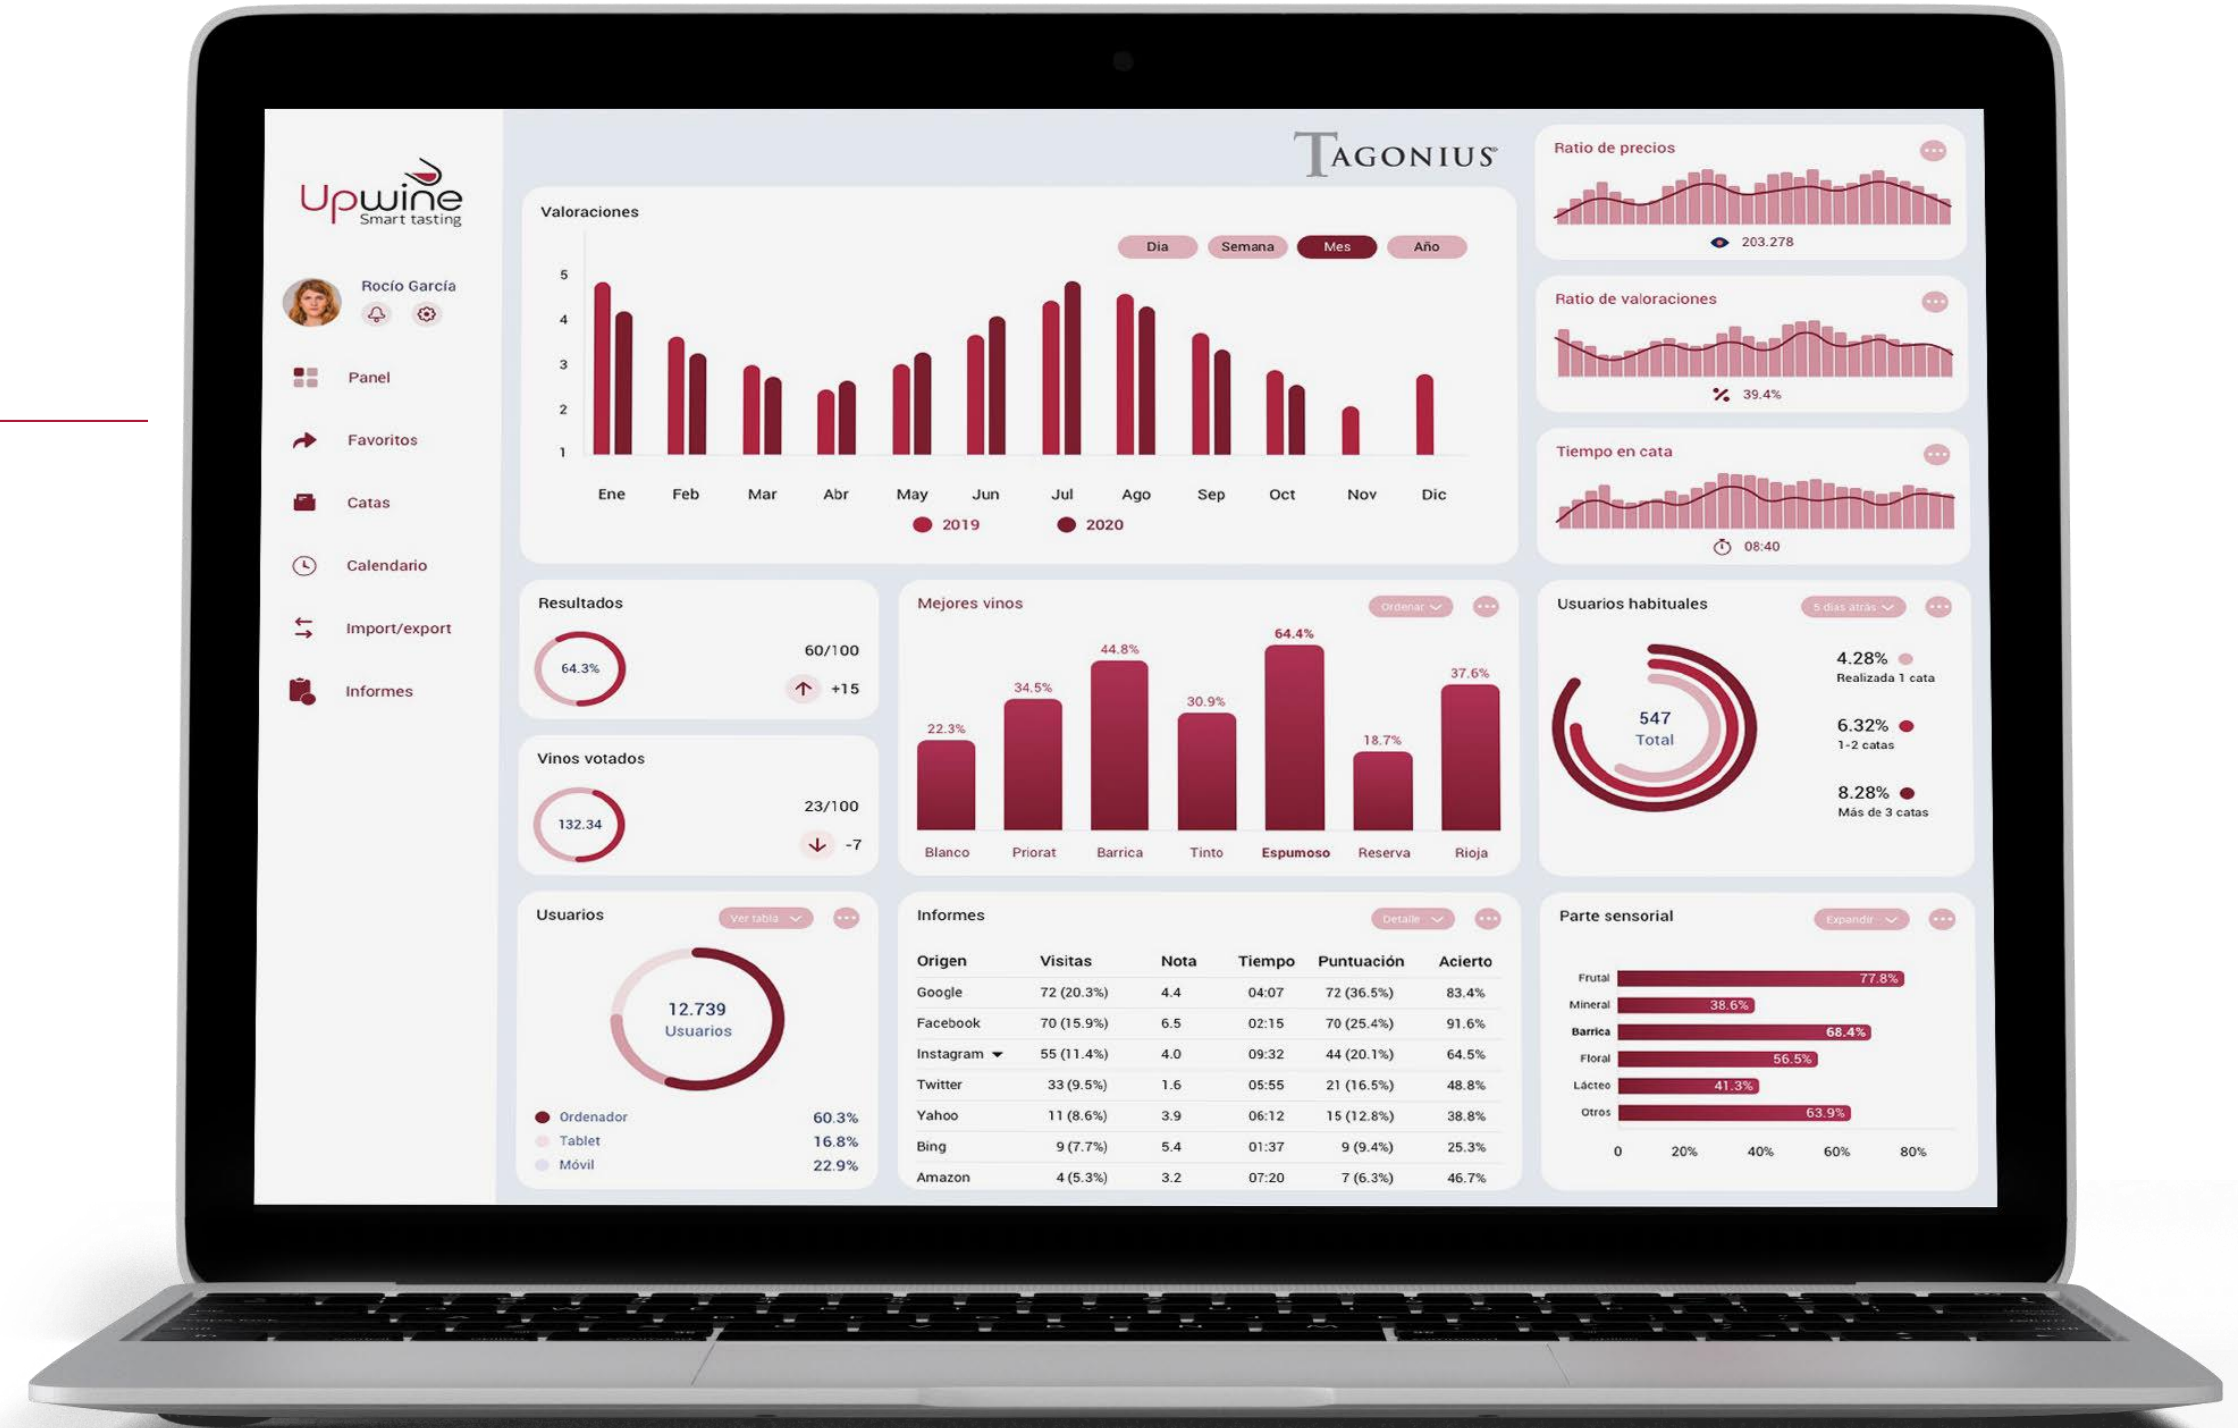 Upwine
Smart tasting
Rocío García
Panel
Favoritos
Catas
Calendario
Import/export
Informes
TAGONIUS
Valoraciones
Dia Semana Mes Año
5
4
3
2
1
Ene Feb Mar Abr May Jun Jul Ago Sep Oct Nov Dic
2019 2020
Ratio de precios
203.278
Ratio de valoraciones
39.4%
Tiempo en cata
08:40
Resultados
64.3%
60/100
+15
Vinos votados
132.34
23/100
-7
Mejores vinos
Ordenar
22.3% 34.5% 44.8% 30.9% 64.4% 18.7% 37.6%
Blanco Priorat Barrica Tinto Espumoso Reserva Rioja
Usuarios habituales
5 días atrás
547
Total
4.28%
Realizada 1 cata
6.32%
1-2 catas
8.28%
Más de 3 catas
Usuarios
Ver tabla
12.739
Usuarios
Ordenador 60.3%
Tablet 16.8%
Móvil 22.9%
Informes
Detalle
Origen Visitas Nota Tiempo Puntuación Acierto
Google 72 (20.3%) 4.4 04:07 72 (36.5%) 83.4%
Facebook 70 (15.9%) 6.5 02:15 70 (25.4%) 91.6%
Instagram 55 (11.4%) 4.0 09:32 44 (20.1%) 64.5%
Twitter 33 (9.5%) 1.6 05:55 21 (16.5%) 48.8%
Yahoo 11 (8.6%) 3.9 06:12 15 (12.8%) 38.8%
Bing 9 (7.7%) 5.4 01:37 9 (9.4%) 25.3%
Amazon 4 (5.3%) 3.2 07:20 7 (6.3%) 46.7%
Parte sensorial
Expandir
Frutal 77.8%
Mineral 38.6%
Barrica 68.4%
Floral 56.5%
Lácteo 41.3%
Otros 63.9%
0 20% 40% 60% 80%